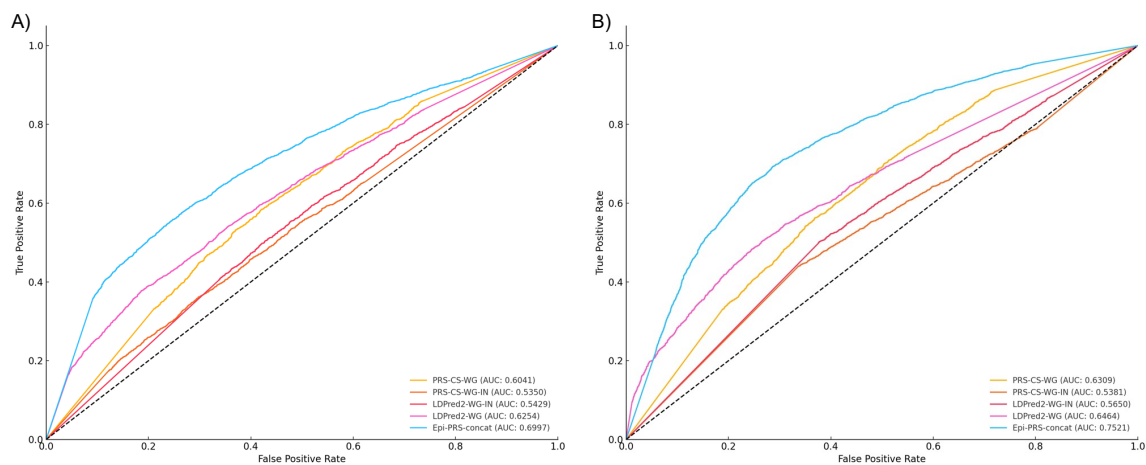 A)
1.0
0.8
0.6
0.4
0.2
0.0
True Positive Rate
0.0 0.2 0.4 0.6 0.8 1.0
False Positive Rate
PRS-CS-WG (AUC: 0.6041)
PRS-CS-WG-IN (AUC: 0.5350)
LDPred2-WG-IN (AUC: 0.5429)
LDPred2-WG (AUC: 0.6254)
Epi-PRS-concat (AUC: 0.6997)
B)
1.0
0.8
0.6
0.4
0.2
0.0
True Positive Rate
0.0 0.2 0.4 0.6 0.8 1.0
False Positive Rate
PRS-CS-WG (AUC: 0.6309)
PRS-CS-WG-IN (AUC: 0.5381)
LDPred2-WG-IN (AUC: 0.5650)
LDPred2-WG (AUC: 0.6464)
Epi-PRS-concat (AUC: 0.7521)